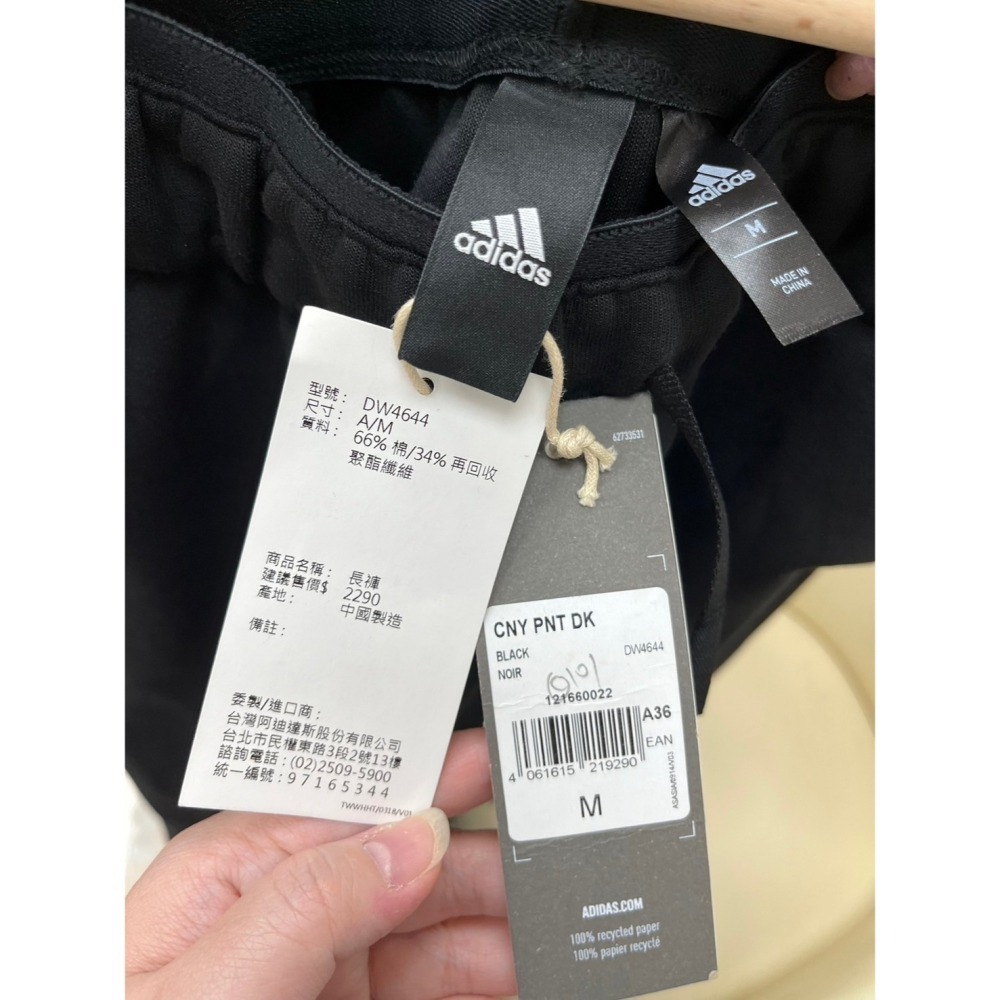 adidas
adidas
M
MADE IN
CHINA
型號： DW4644
尺寸： A/M
質料： 66% 棉/34% 再回收
聚酯纖維
商品名稱： 長褲
建議售價$ 2290
產地： 中國製造
備註：
委製/進口商：
台灣阿迪達斯股份有限公司
台北市民權東路3段2號13樓
諮詢電話：(02)2509-5900
統一編號：97165344
TWWHHT/0318/V01
62733531
CNY PNT DK
BLACK DW4644
NOIR
121660022
A36
EAN
4 061615 219290
M
ADIDAS.COM
100% recycled paper
100% papier recyclé